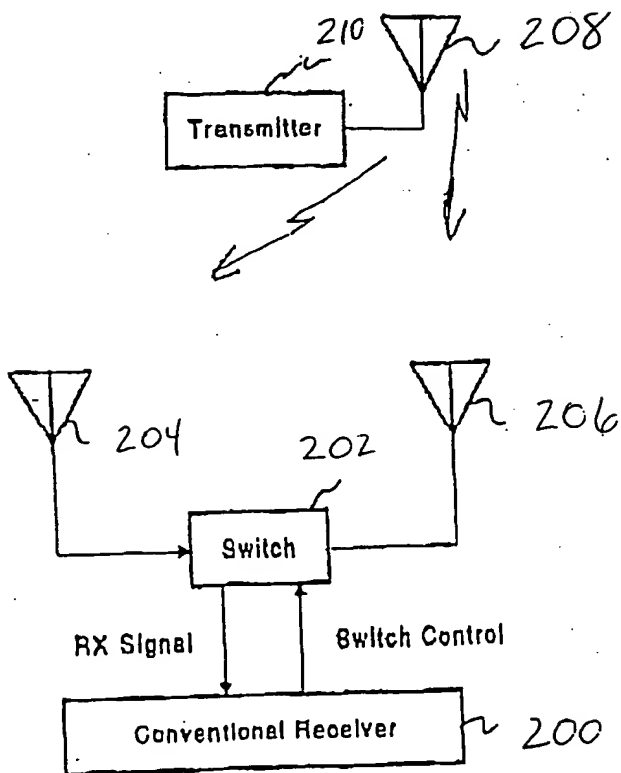 210
208
Transmitter
204
206
202
Switch
RX Signal
Switch Control
Conventional Receiver
200